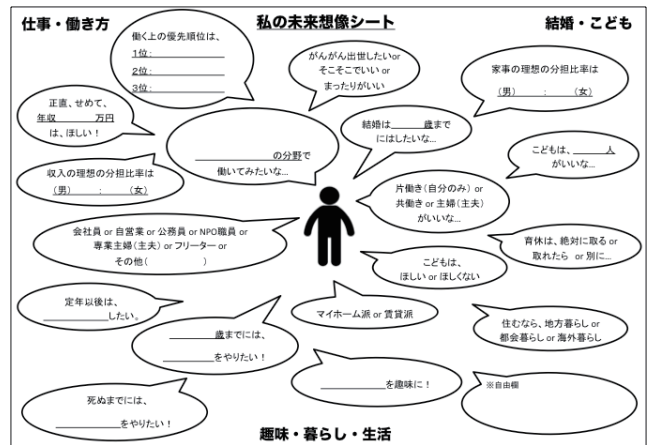 仕事・働き方
私の未来想像シート
結婚・こども
働く上の優先順位は、
1位:
2位:
3位:
がんがん出世したいor
そこそこでいい or
まったりがいい
家事の理想の分担比率は
(男) : (女)
正直、せめて、
年収 万円
は、ほしい！
の分野で
働いてみたいな...
結婚は 歳まで
にはしたいな...
こどもは、 人
がいいな...
収入の理想の分担比率は
(男) : (女)
片働き(自分のみ) or
共働き or 主婦(主夫)
がいいな...
会社員 or 自営業 or 公務員 or NPO職員 or
専業主婦(主夫) or フリーター or
その他( )
育休は、絶対に取る or
取れたら or 別に...
こどもは、
ほしい or ほしくない
定年以後は、
したい。
マイホーム派 or 賃貸派
歳までには、
をやりたい！
住むなら、地方暮らし or
都会暮らし or 海外暮らし
を趣味に！
※自由欄
死ぬまでには、
をやりたい！
趣味・暮らし・生活